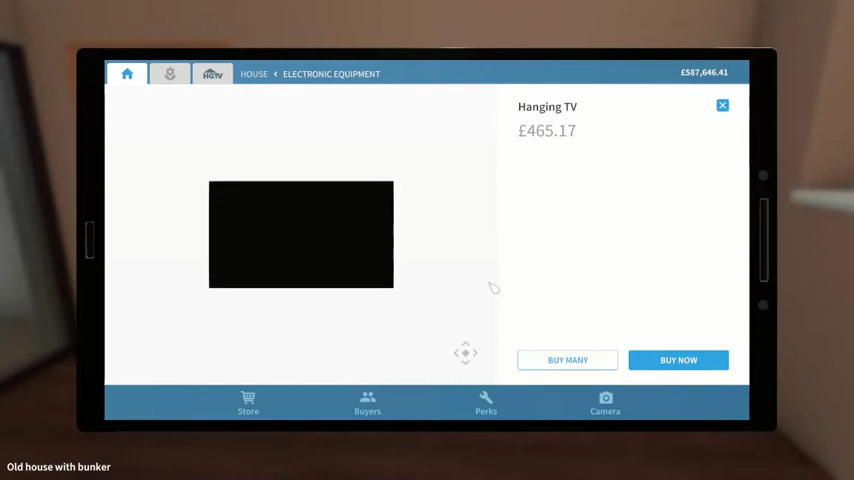 HGTV
HOUSE < ELECTRONIC EQUIPMENT
£587,646.41
Hanging TV
£465.17
BUY MANY
BUY NOW
Store
Buyers
Perks
Camera
Old house with bunker